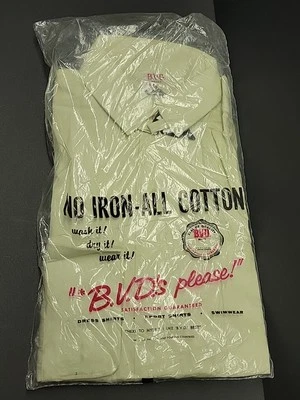 B.V.D.
NO IRON-ALL COTTON
wash it!
dry it!
wear it!
B.V.D.
"B.V.D's please!"
SATISFACTION GUARANTEED
DRESS SHIRTS • SPORT SHIRTS • SWIMWEAR